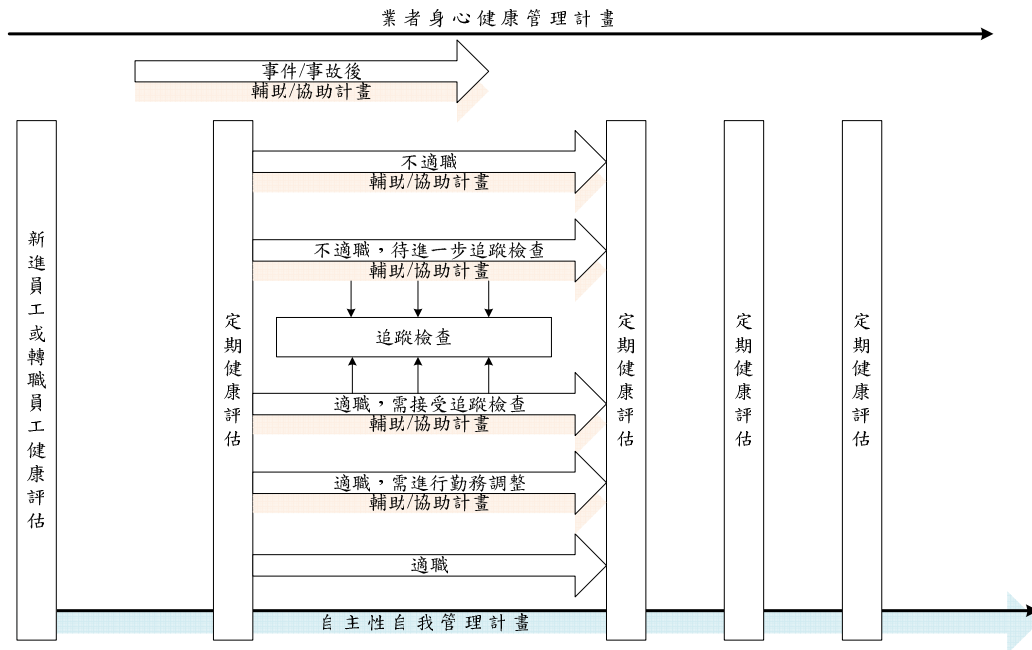 業者身心健康管理計畫
事件/事故後
輔助/協助計畫
新進員工或轉職員工健康評估
定期健康評估
不適職
輔助/協助計畫
不適職，待進一步追蹤檢查
輔助/協助計畫
追蹤檢查
適職，需接受追蹤檢查
輔助/協助計畫
適職，需進行勤務調整
輔助/協助計畫
適職
定期健康評估
定期健康評估
定期健康評估
自主性自我管理計畫